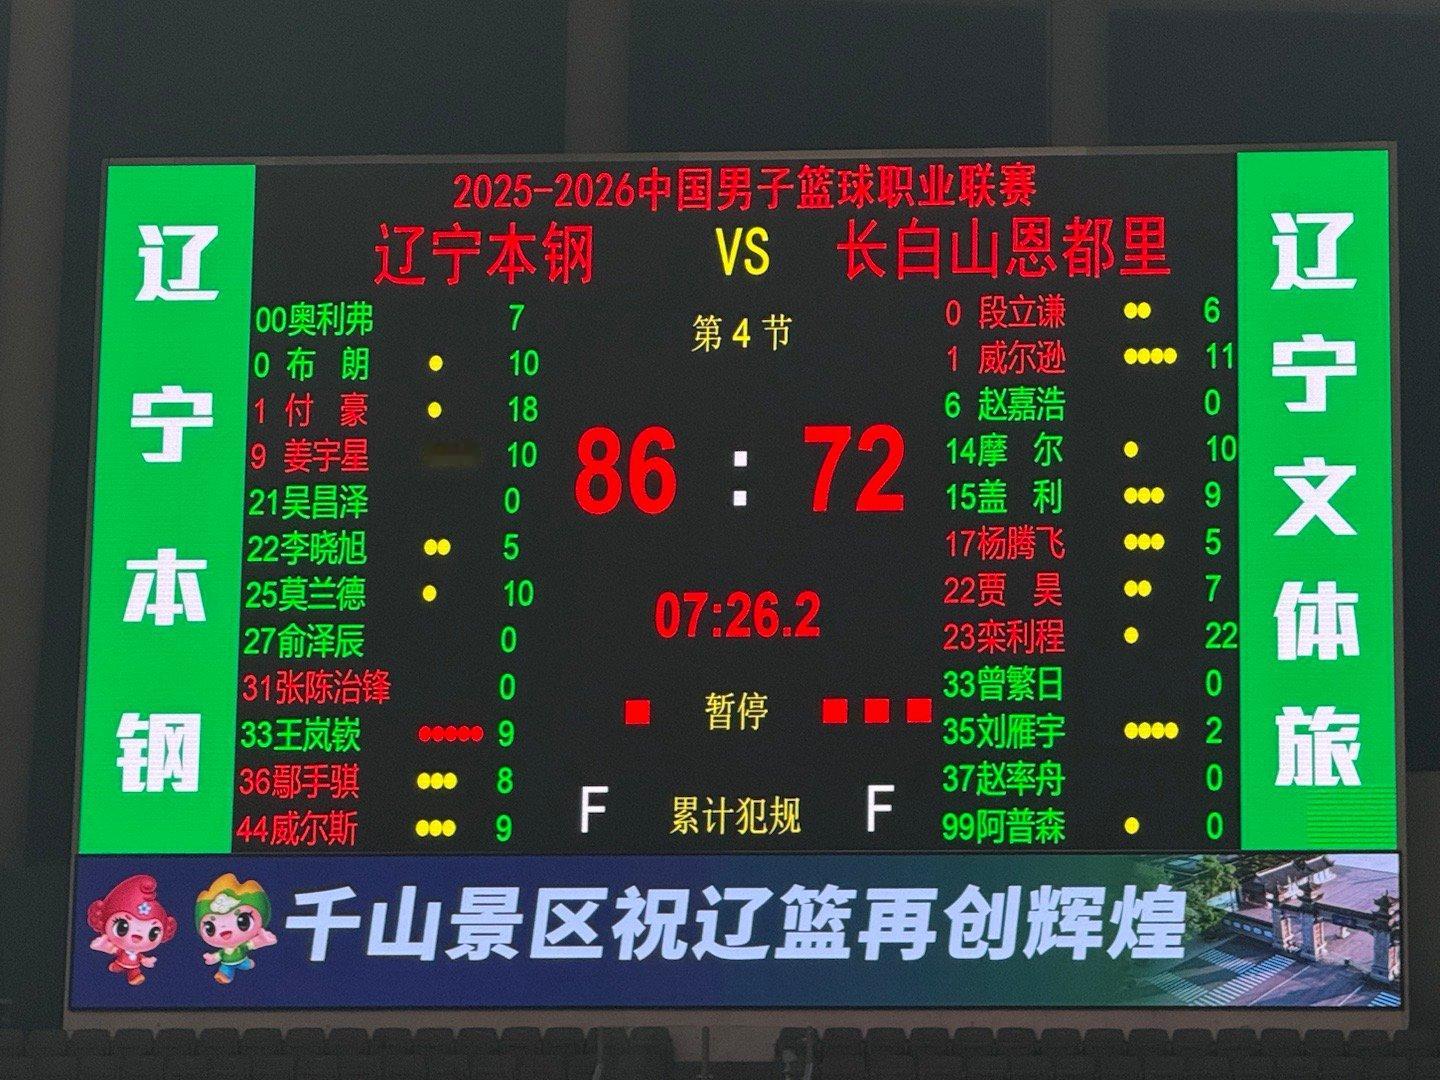 2025-2026中国男子篮球职业联赛
辽宁本钢 VS 长白山恩都里
辽宁本钢
00奥利弗 7
0 布朗 10
1 付豪 18
9 姜宇星 10
21吴昌泽 0
22李晓旭 5
25莫兰德 10
27俞泽辰 0
31张陈治锋 0
33王岚嵚 9
36鄢手骐 8
44威尔斯 9
第4节
86 : 72
07:26.2
暂停
F 累计犯规 F
0 段立谦 6
1 威尔逊 11
6 赵嘉浩 0
14摩尔 10
15盖利 9
17杨腾飞 5
22贾昊 7
23栾利程 22
33曾繁日 0
35刘雁宇 2
37赵率舟 0
99阿普森 0
辽宁文体旅
千山景区祝辽篮再创辉煌